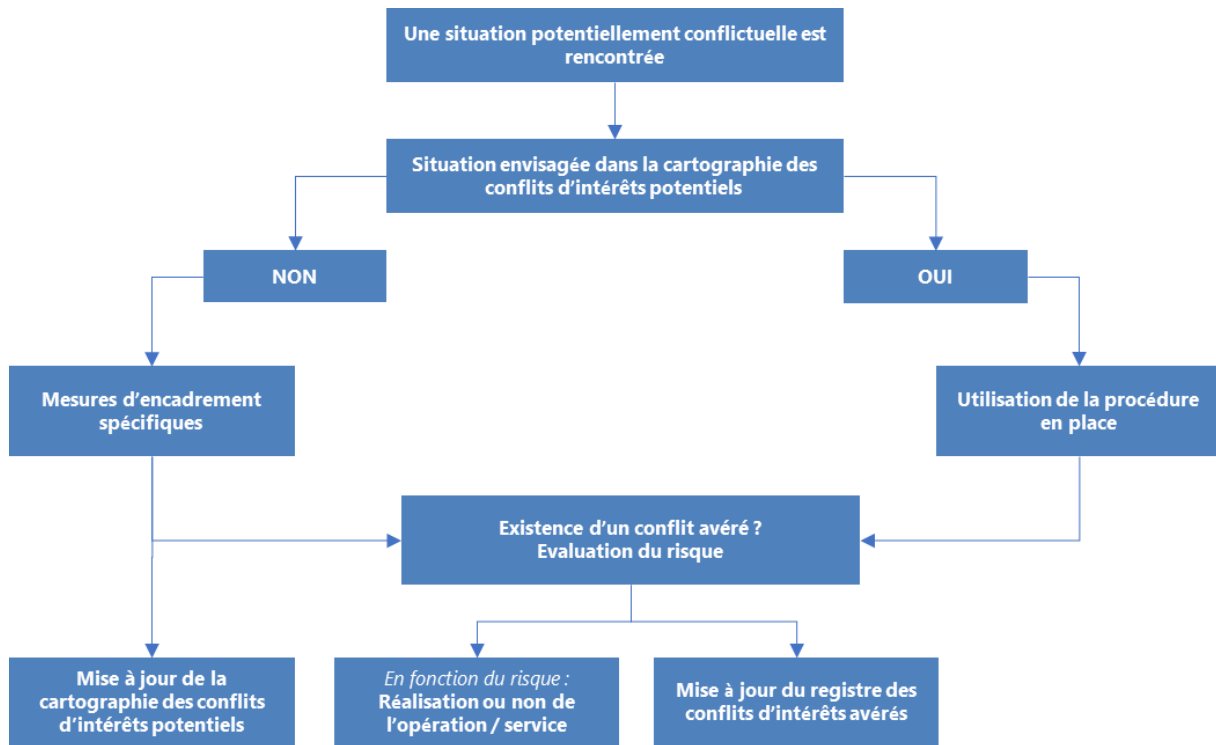 Une situation potentiellement conflictuelle est
rencontrée
Situation envisagée dans la cartographie des
conflits d'intérêts potentiels
NON
OUI
Mesures d'encadrement
spécifiques
Utilisation de la procédure
en place
Existence d'un conflit avéré ?
Evaluation du risque
Mise à jour de la
cartographie des conflits
d'intérêts potentiels
En fonction du risque :
Réalisation ou non de
l'opération / service
Mise à jour du registre des
conflits d'intérêts avérés